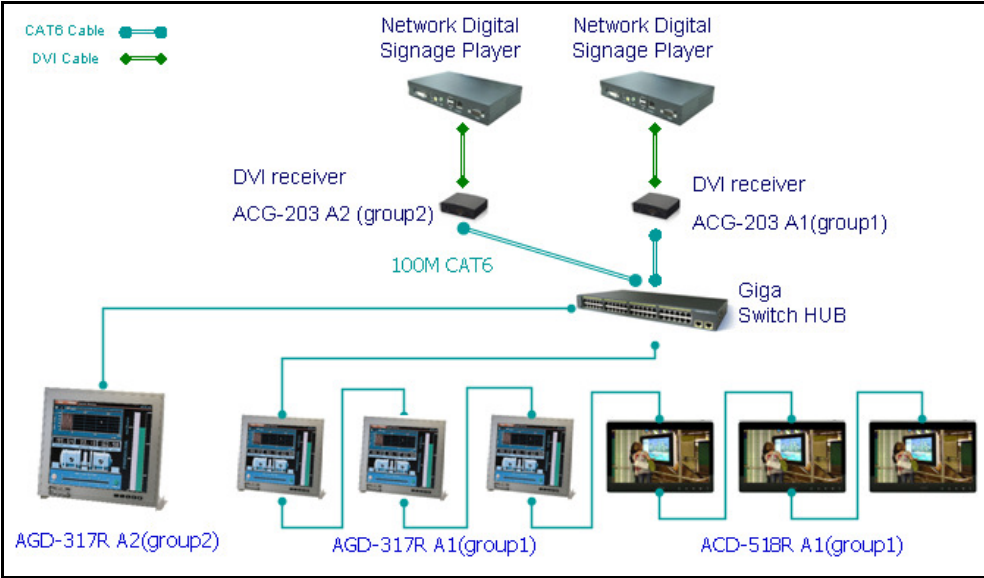 CAT6 Cable
DVI Cable
Network Digital
Signage Player
Network Digital
Signage Player
DVI receiver
ACG-203 A2 (group2)
DVI receiver
ACG-203 A1(group1)
100M CAT6
Giga
Switch HUB
AGD-317R A2(group2)
AGD-317R A1(group1)
ACD-518R A1(group1)